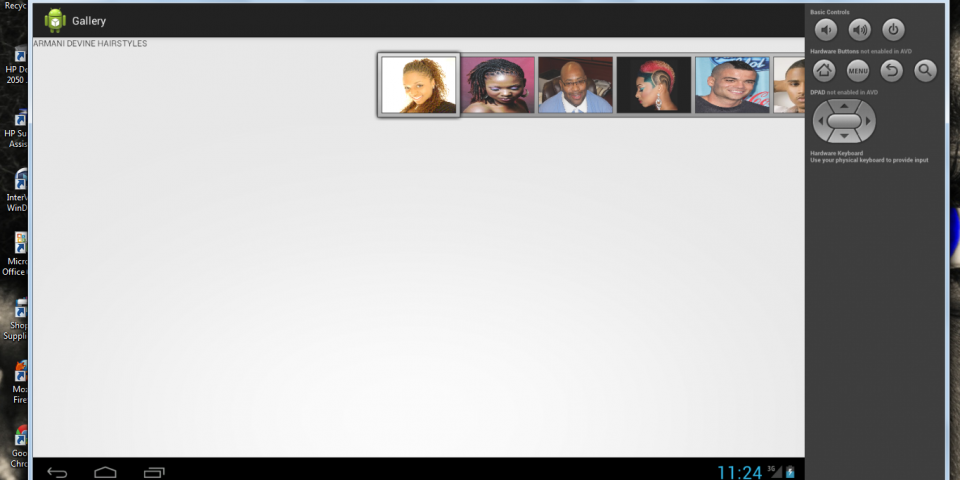 Recyc
HP De
2050
HP Su
Assis
Micro
Office
Shop
Suppli
Mo
Fire
Goo
Chro
Gallery
ARMANI DEVINE HAIRSTYLES
11:24
3G
Basic Controls
Hardware Buttons not enabled in AVD
MENU
DPAD not enabled in AVD
Hardware Keyboard
Use your physical keyboard to provide input